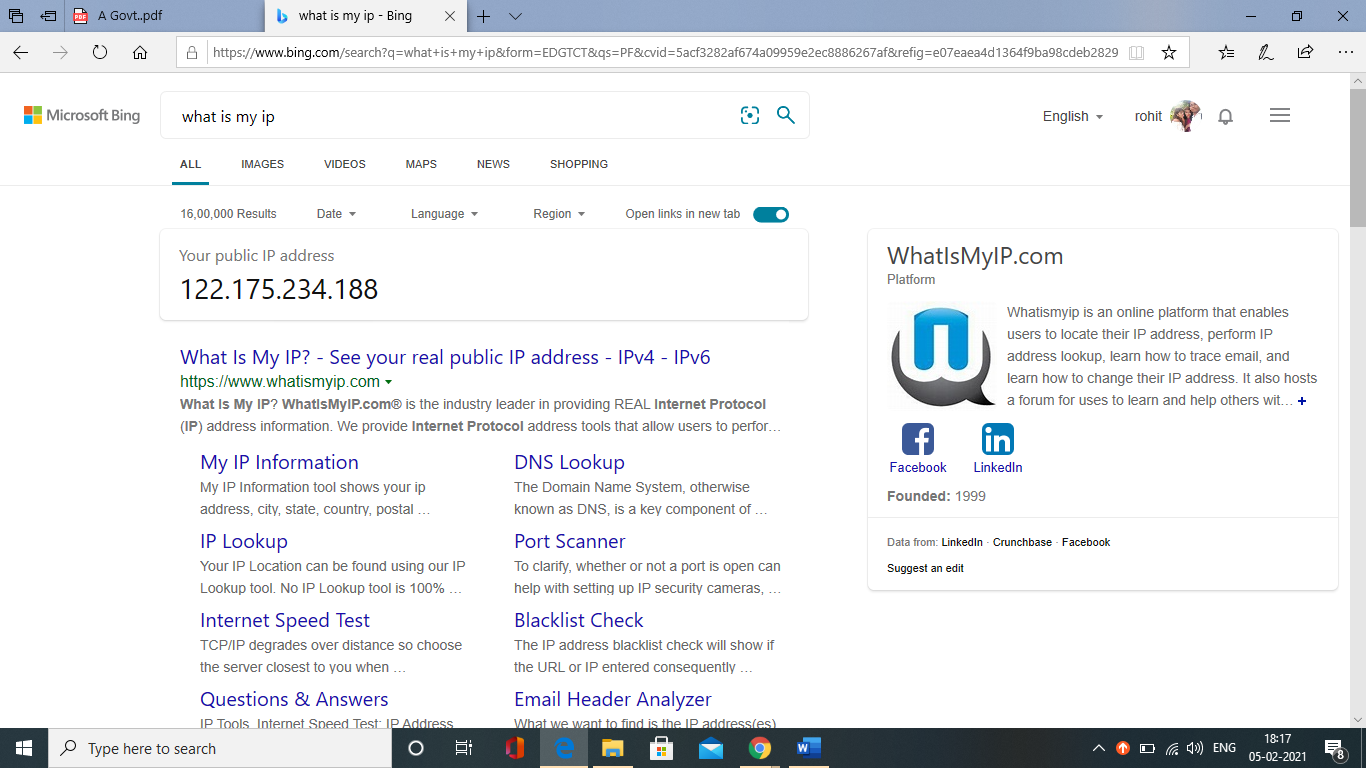 A Govt..pdf
what is my ip - Bing
https://www.bing.com/search?q=what+is+my+ip&form=EDGTCT&qs=PF&cvid=5acf3282af674a09959e2ec8886267af&refig=e07eaea4d1364f9ba98cdeb2829
Microsoft Bing
what is my ip
English
rohit
ALL IMAGES VIDEOS MAPS NEWS SHOPPING
16,00,000 Results Date Language Region Open links in new tab
Your public IP address
122.175.234.188
What Is My IP? - See your real public IP address - IPv4 - IPv6
https://www.whatismyip.com
What Is My IP? WhatIsMyIP.com® is the industry leader in providing REAL Internet Protocol
(IP) address information. We provide Internet Protocol address tools that allow users to perfor…
My IP Information
My IP Information tool shows your ip
address, city, state, country, postal …
DNS Lookup
The Domain Name System, otherwise
known as DNS, is a key component of …
IP Lookup
Your IP Location can be found using our IP
Lookup tool. No IP Lookup tool is 100% …
Port Scanner
To clarify, whether or not a port is open can
help with setting up IP security cameras, …
Internet Speed Test
TCP/IP degrades over distance so choose
the server closest to you when …
Blacklist Check
The IP address blacklist check will show if
the URL or IP entered consequently …
Questions & Answers
IP Tools, Internet Speed Test; IP Address
Email Header Analyzer
What we want to find is the IP address(es)
WhatIsMyIP.com
Platform
Whatismyip is an online platform that enables
users to locate their IP address, perform IP
address lookup, learn how to trace email, and
learn how to change their IP address. It also hosts
a forum for uses to learn and help others wit… +
Facebook
LinkedIn
Founded: 1999
Data from: LinkedIn · Crunchbase · Facebook
Suggest an edit
Type here to search
ENG
18:17
05-02-2021
8